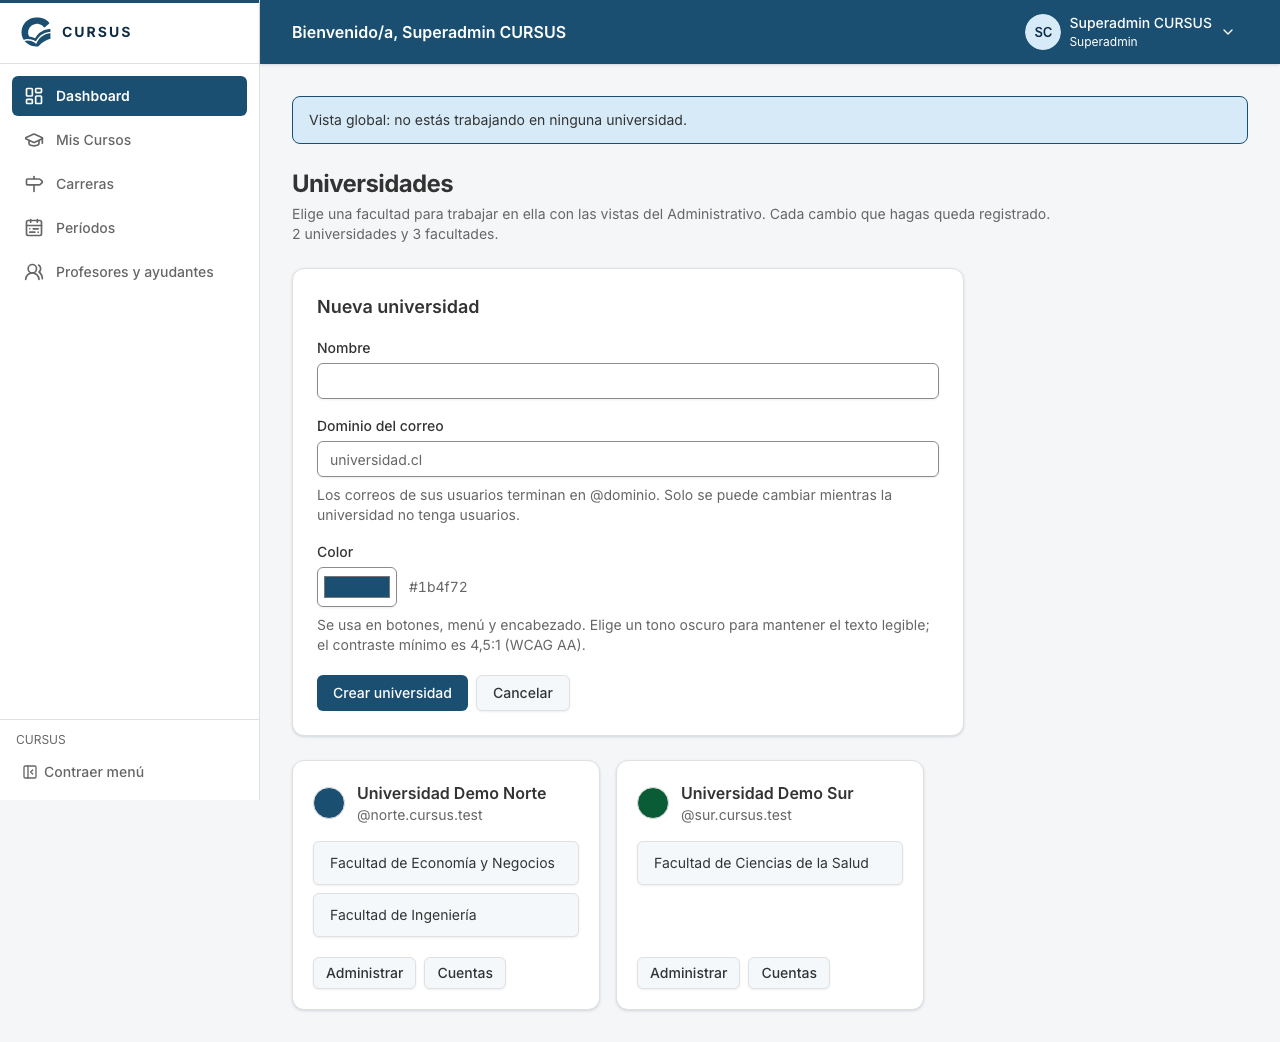 CURSUS
Bienvenido/a, Superadmin CURSUS
SC
Superadmin CURSUS
Superadmin
Dashboard
Mis Cursos
Carreras
Períodos
Profesores y ayudantes
CURSUS
Contraer menú
Vista global: no estás trabajando en ninguna universidad.
Universidades
Elige una facultad para trabajar en ella con las vistas del Administrativo. Cada cambio que hagas queda registrado.
2 universidades y 3 facultades.
Nueva universidad
Nombre
Dominio del correo
universidad.cl
Los correos de sus usuarios terminan en @dominio. Solo se puede cambiar mientras la
universidad no tenga usuarios.
Color
#1b4f72
Se usa en botones, menú y encabezado. Elige un tono oscuro para mantener el texto legible;
el contraste mínimo es 4,5:1 (WCAG AA).
Crear universidad
Cancelar
Universidad Demo Norte
@norte.cursus.test
Facultad de Economía y Negocios
Facultad de Ingeniería
Administrar
Cuentas
Universidad Demo Sur
@sur.cursus.test
Facultad de Ciencias de la Salud
Administrar
Cuentas